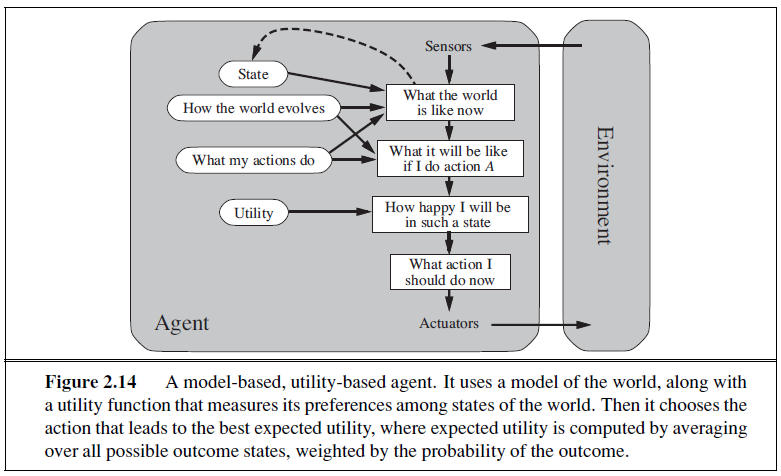 Sensors
State
What the world
is like now
How the world evolves
What my actions do
What it will be like
if I do action A
Utility
How happy I will be
in such a state
What action I
should do now
Agent
Actuators
Environment
Figure 2.14 A model-based, utility-based agent. It uses a model of the world, along with
a utility function that measures its preferences among states of the world. Then it chooses the
action that leads to the best expected utility, where expected utility is computed by averaging
over all possible outcome states, weighted by the probability of the outcome.